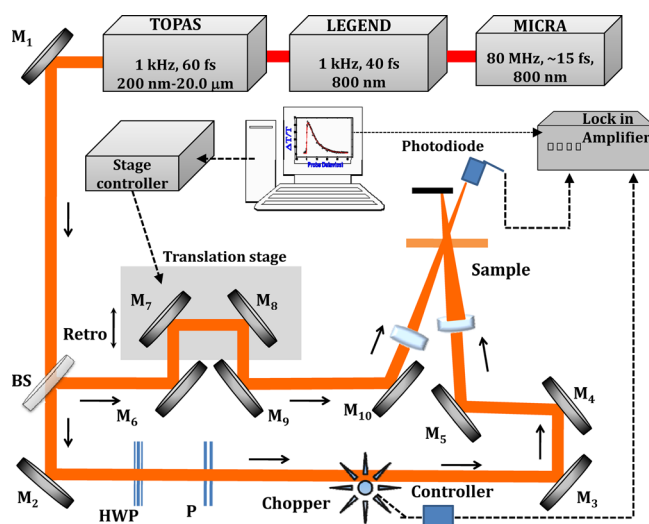 TOPAS
1 kHz, 60 fs
200 nm-20.0 μm
LEGEND
1 kHz, 40 fs
800 nm
MICRA
80 MHz, ~15 fs,
800 nm
M1
Lock in
Amplifier
Photodiode
ΔT/T
Stage
controller
Translation stage
Sample
M7
M8
Retro
BS
M6
M9
M10
M5
M4
M2
HWP
P
Chopper
Controller
M3